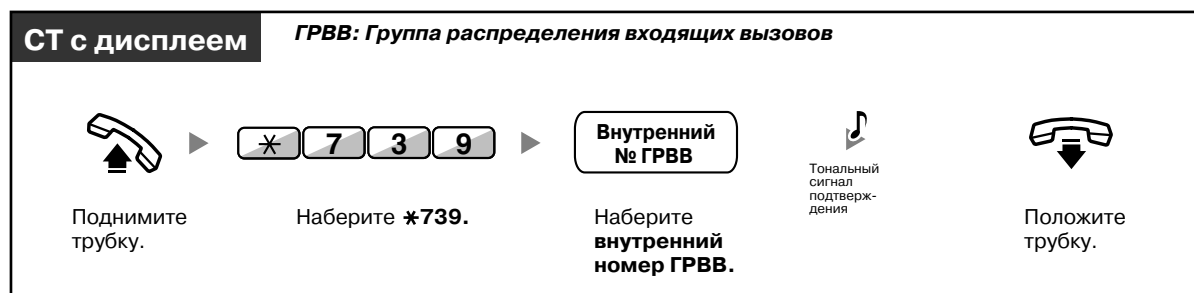 СТ с дисплеем
ГРВВ: Группа распределения входящих вызовов
* 7 3 9
Внутренний
№ ГРВВ
Тональный
сигнал
подтверж-
дения
Поднимите
трубку.
Наберите *739.
Наберите
внутренний
номер ГРВВ.
Положите
трубку.